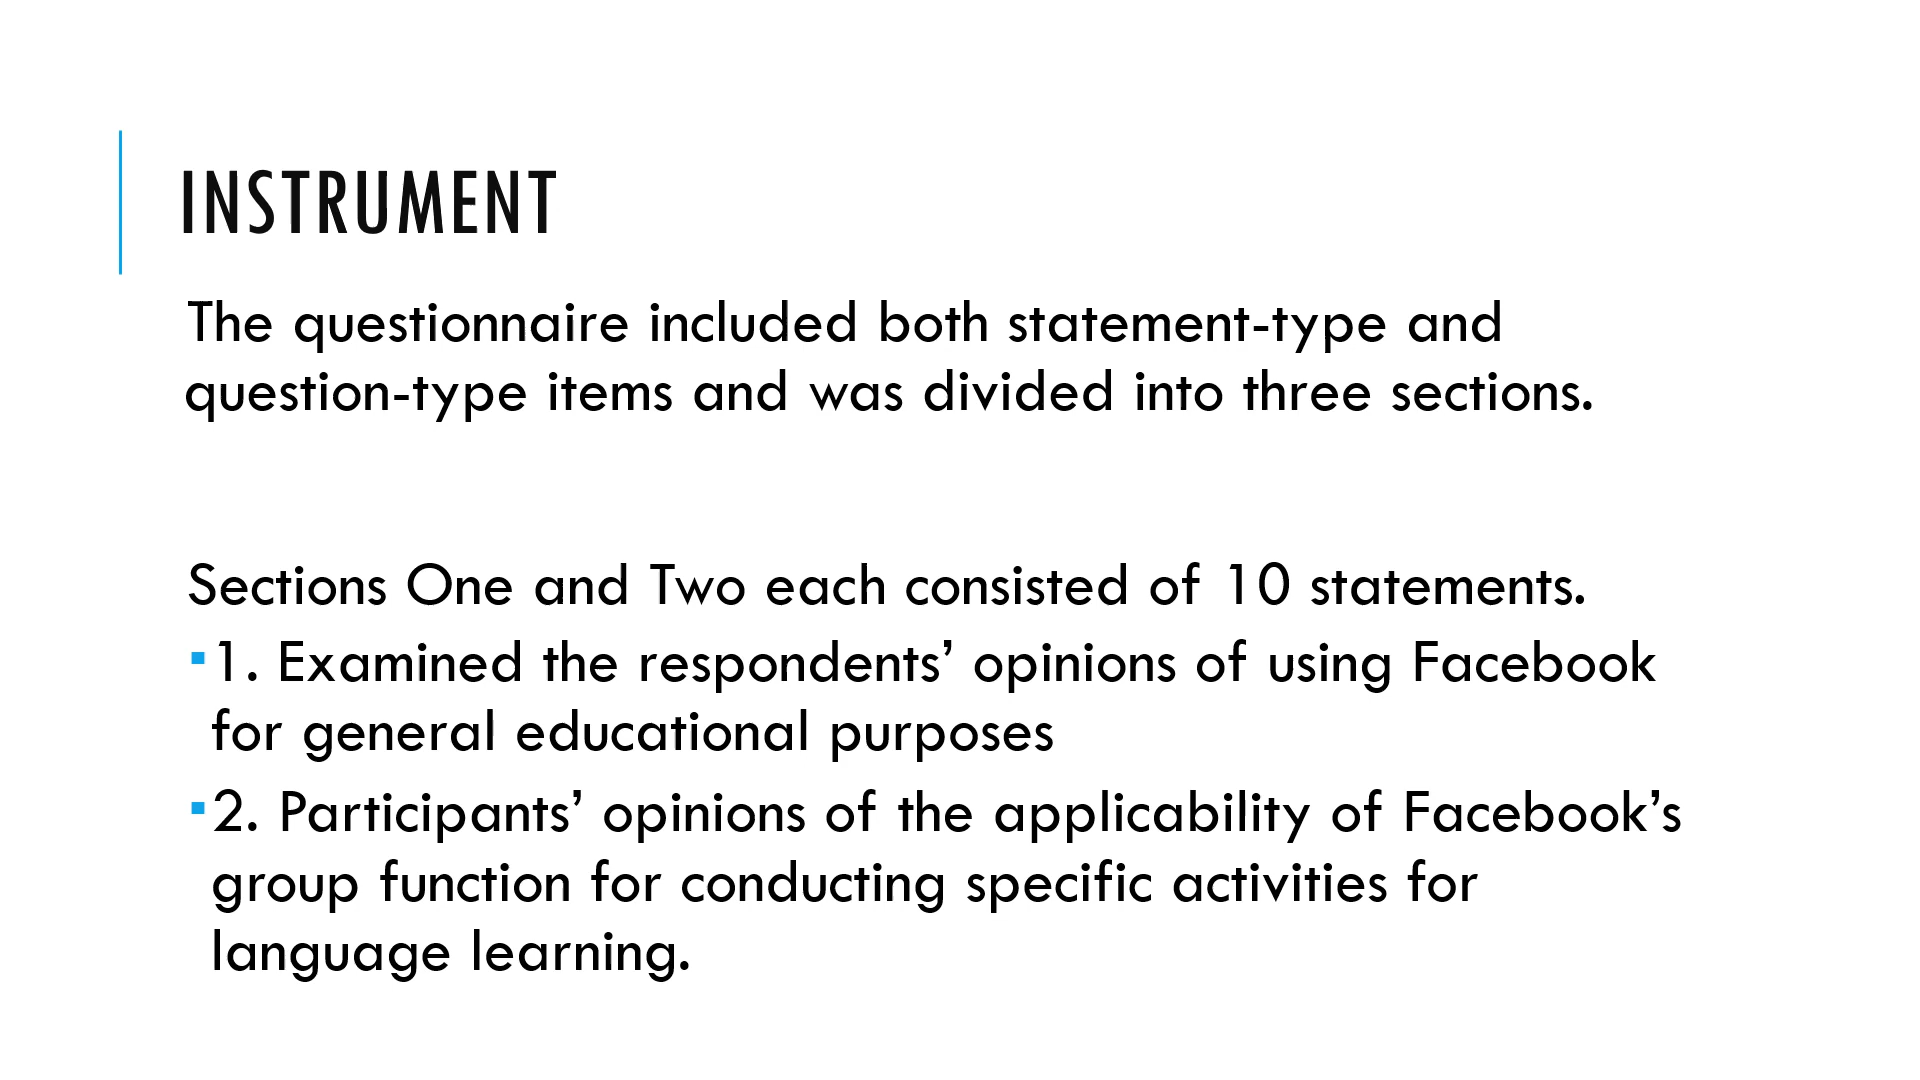 INSTRUMENT
The questionnaire included both statement-type and
question-type items and was divided into three sections.
Sections One and Two each consisted of 10 statements.
▪1. Examined the respondents’ opinions of using Facebook
for general educational purposes
▪2. Participants’ opinions of the applicability of Facebook’s
group function for conducting specific activities for
language learning.